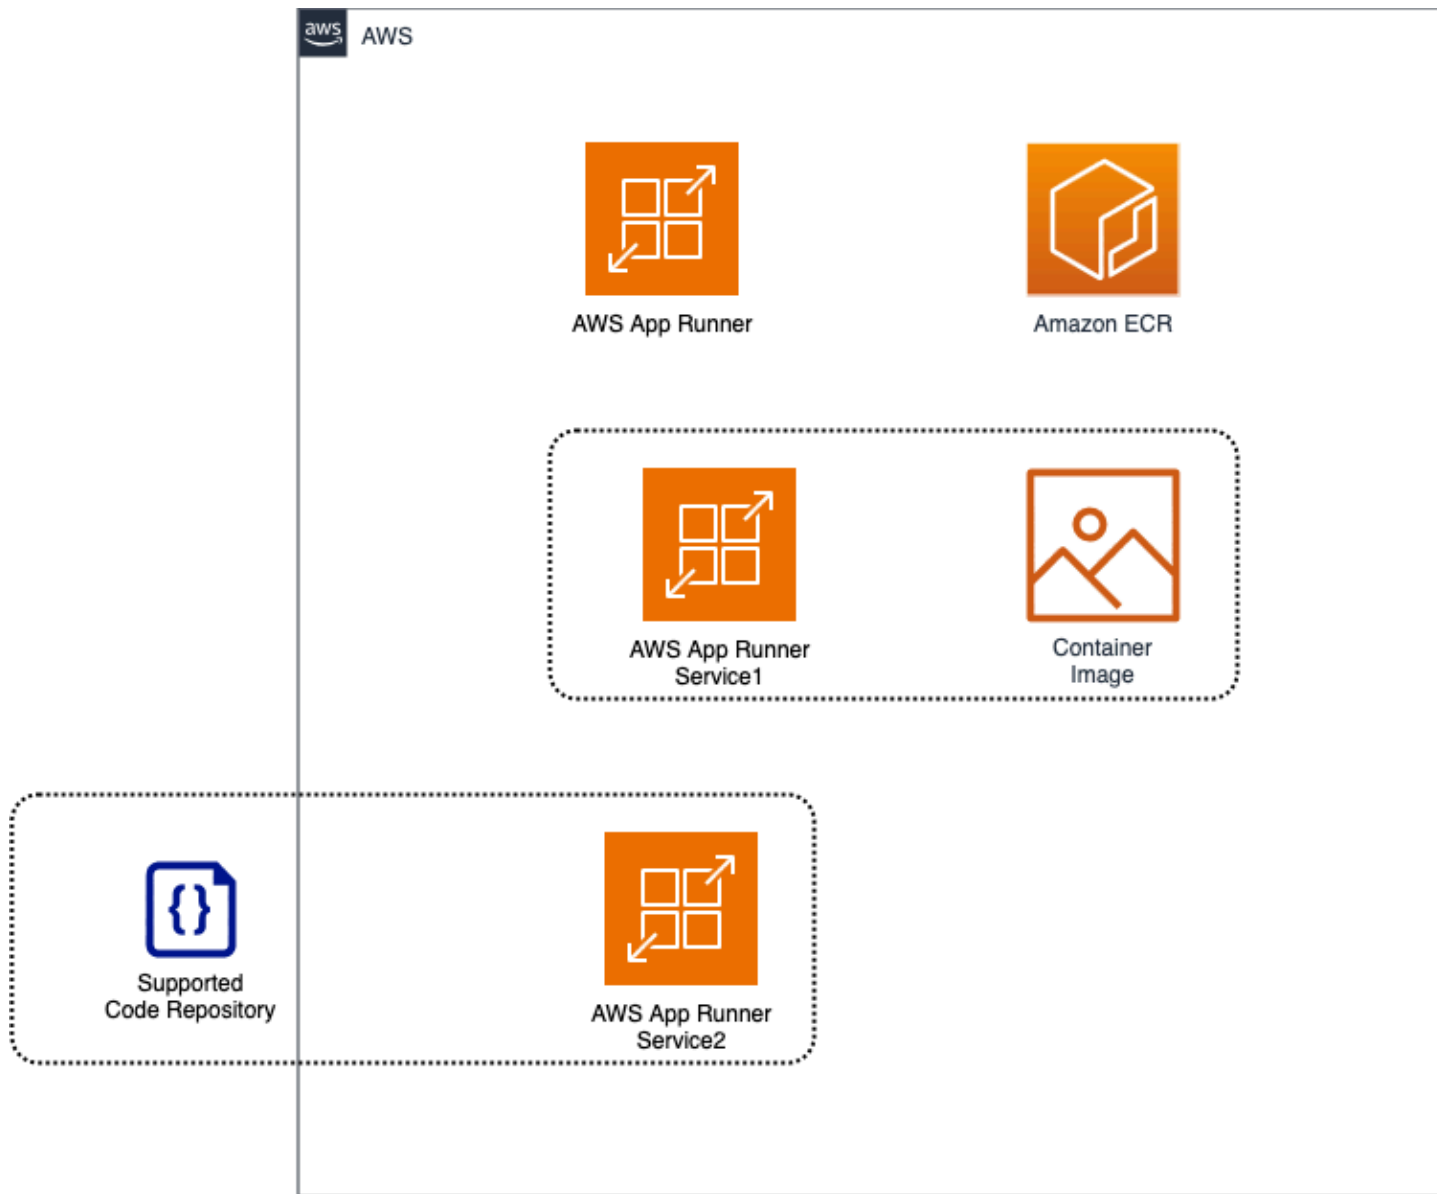 aws
AWS
AWS App Runner
Amazon ECR
AWS App Runner
Service1
Container
Image
{}
Supported
Code Repository
AWS App Runner
Service2